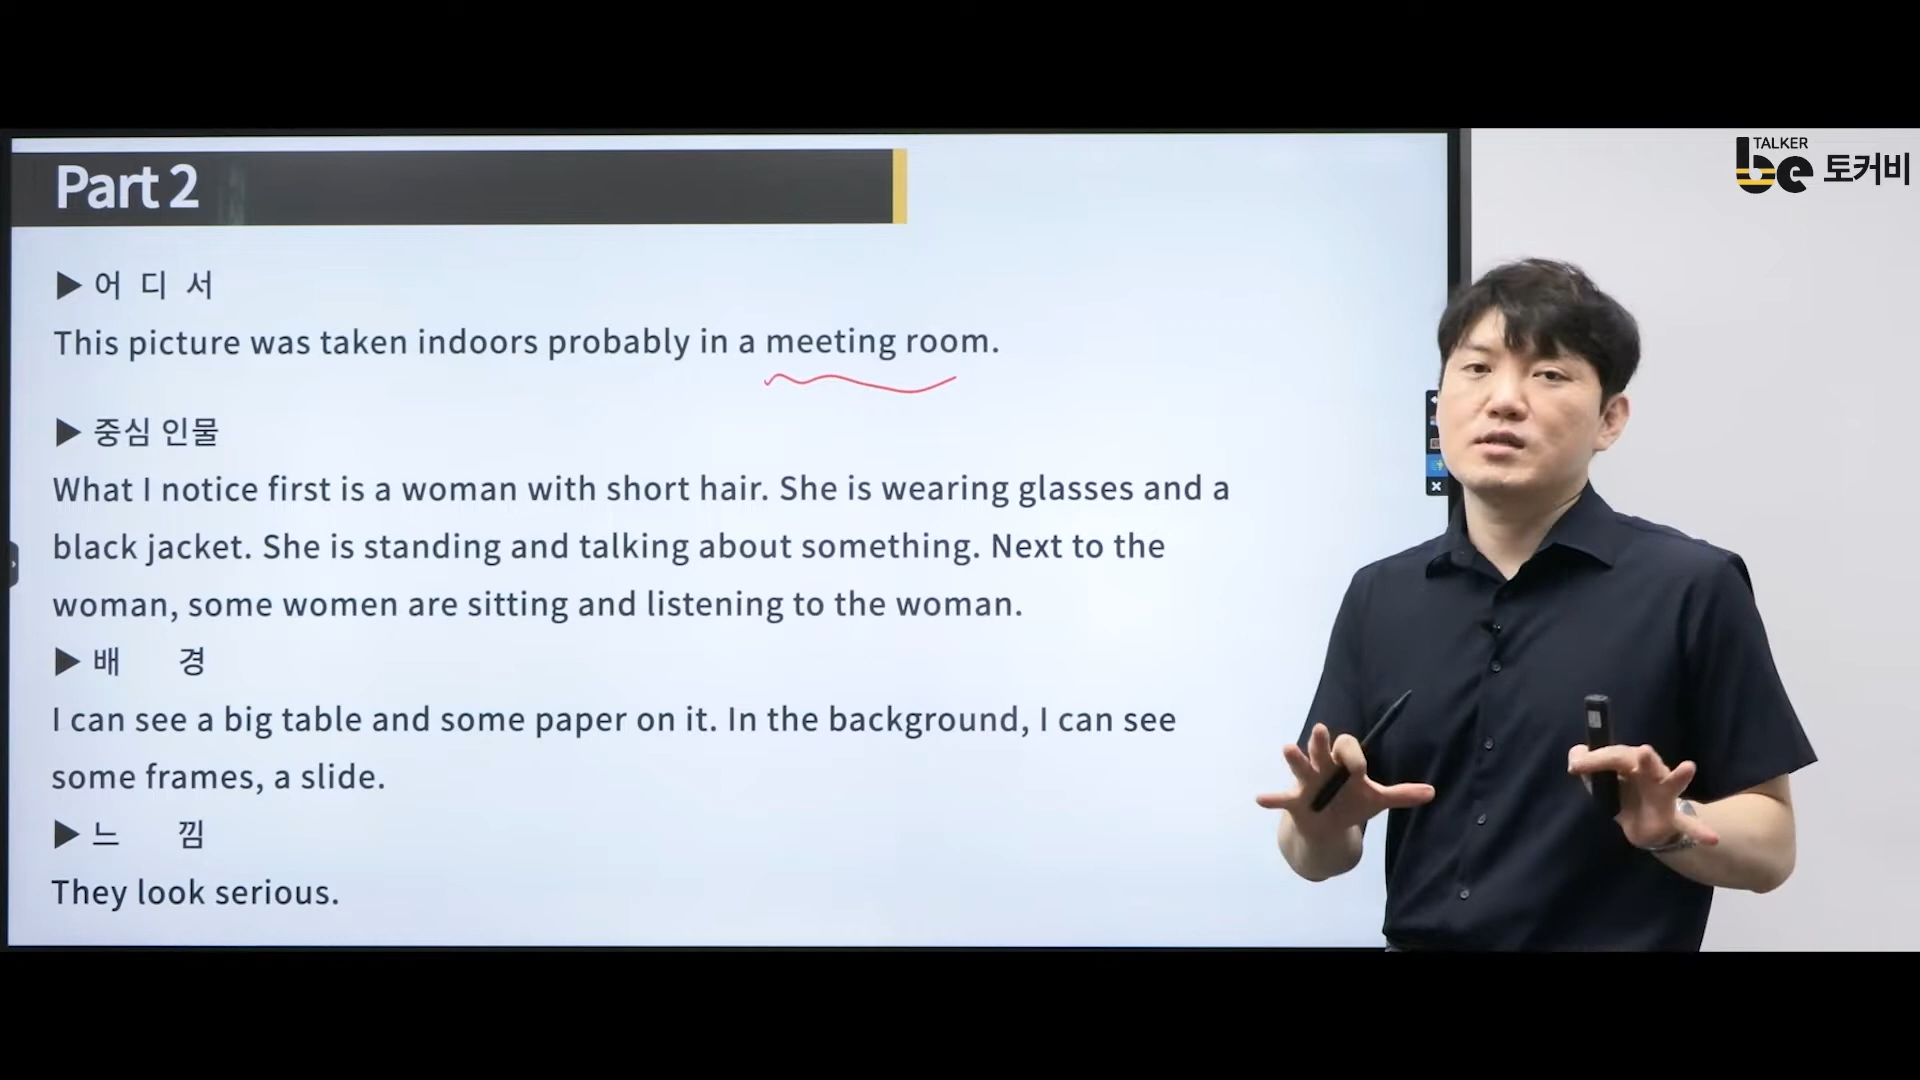 TALKER
be 토커비
Part 2
▶ 어 디 서
This picture was taken indoors probably in a meeting room.
▶ 중심 인물
What I notice first is a woman with short hair. She is wearing glasses and a
black jacket. She is standing and talking about something. Next to the
woman, some women are sitting and listening to the woman.
▶ 배 경
I can see a big table and some paper on it. In the background, I can see
some frames, a slide.
▶ 느 낌
They look serious.